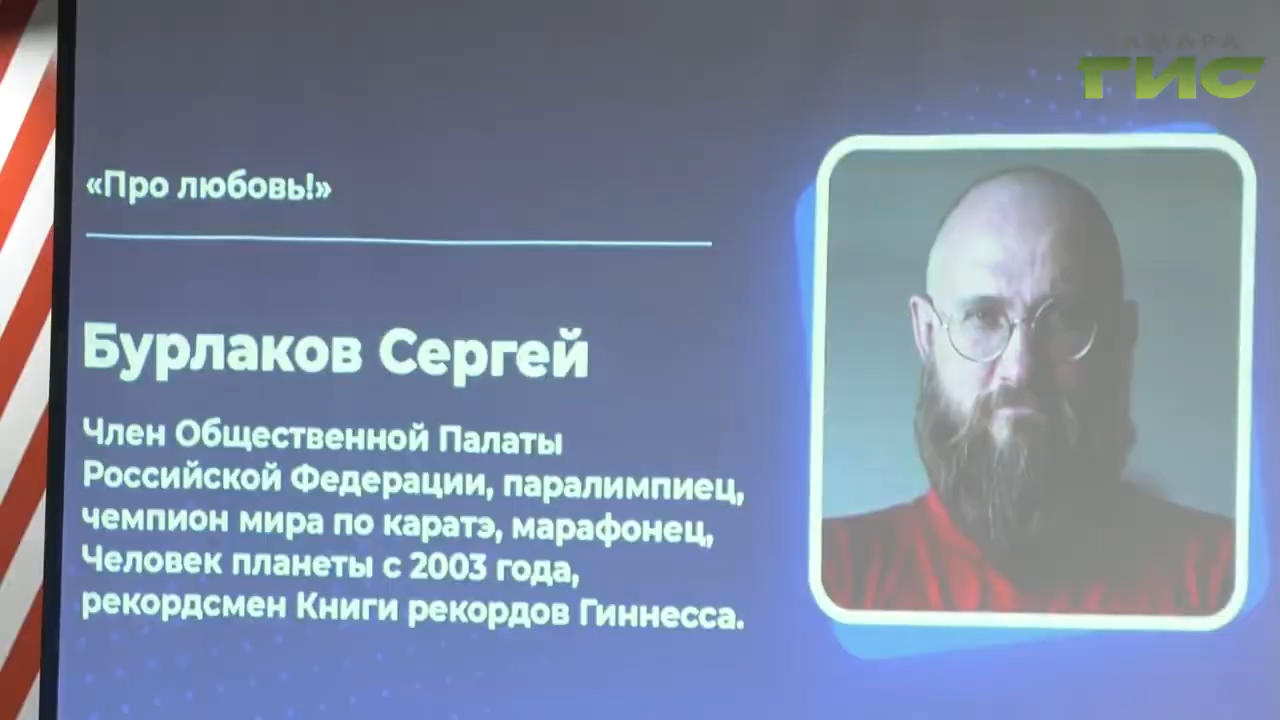 САМАРА
ГИС
«Про любовь!»
Бурлаков Сергей
Член Общественной Палаты
Российской Федерации, паралимпиец,
чемпион мира по каратэ, марафонец,
Человек планеты с 2003 года,
рекордсмен Книги рекордов Гиннесса.